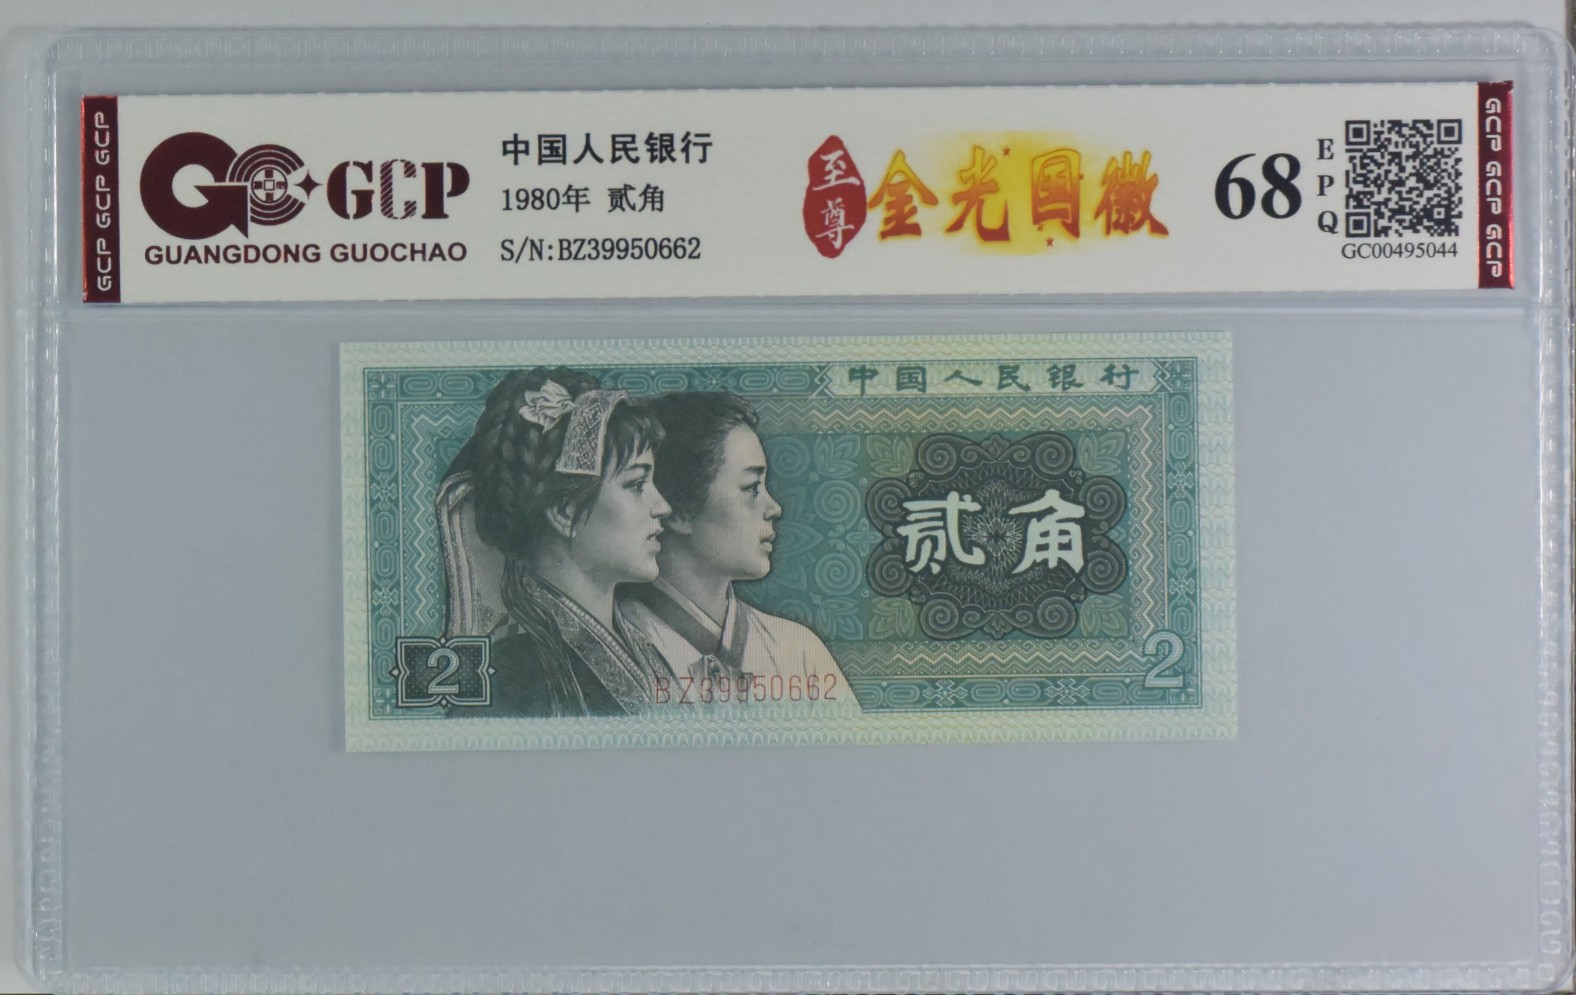 GCP GCP GCP
GCP
GUANGDONG GUOCHAO
中国人民银行
1980年 贰角
S/N:BZ39950662
至尊
金光国徽
68
EPQ
GC00495044
GCP GCP GCP
中国人民银行
贰角
2
BZ39950662
2